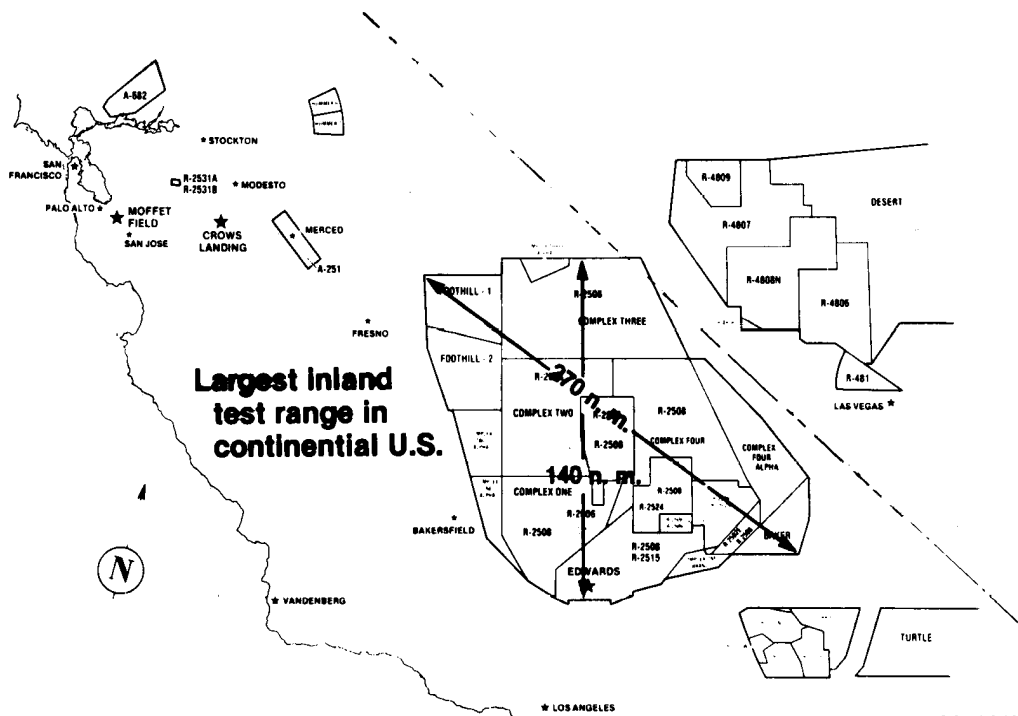 A-682
STOCKTON
SAN
FRANCISCO
R-2531A
R-2531B
MODESTO
PALO ALTO
MOFFET
FIELD
SAN JOSE
CROWS
LANDING
MERCED
A-251
FRESNO
R-4809
R-4807
DESERT
R-4808N
R-4806
R-481
LAS VEGAS
FOOTHILL - 1
R-2508
COMPLEX THREE
FOOTHILL - 2
Largest inland
test range in
continential U.S.
270 n. m.
COMPLEX TWO
R-2508
R-2508
COMPLEX FOUR
COMPLEX
FOUR
ALPHA
140 n. m.
COMPLEX ONE
R-2508
R-2524
R-2508
BAKERSFIELD
R-2508
R-2515
EDWARDS
N
VANDENBERG
TURTLE
LOS ANGELES